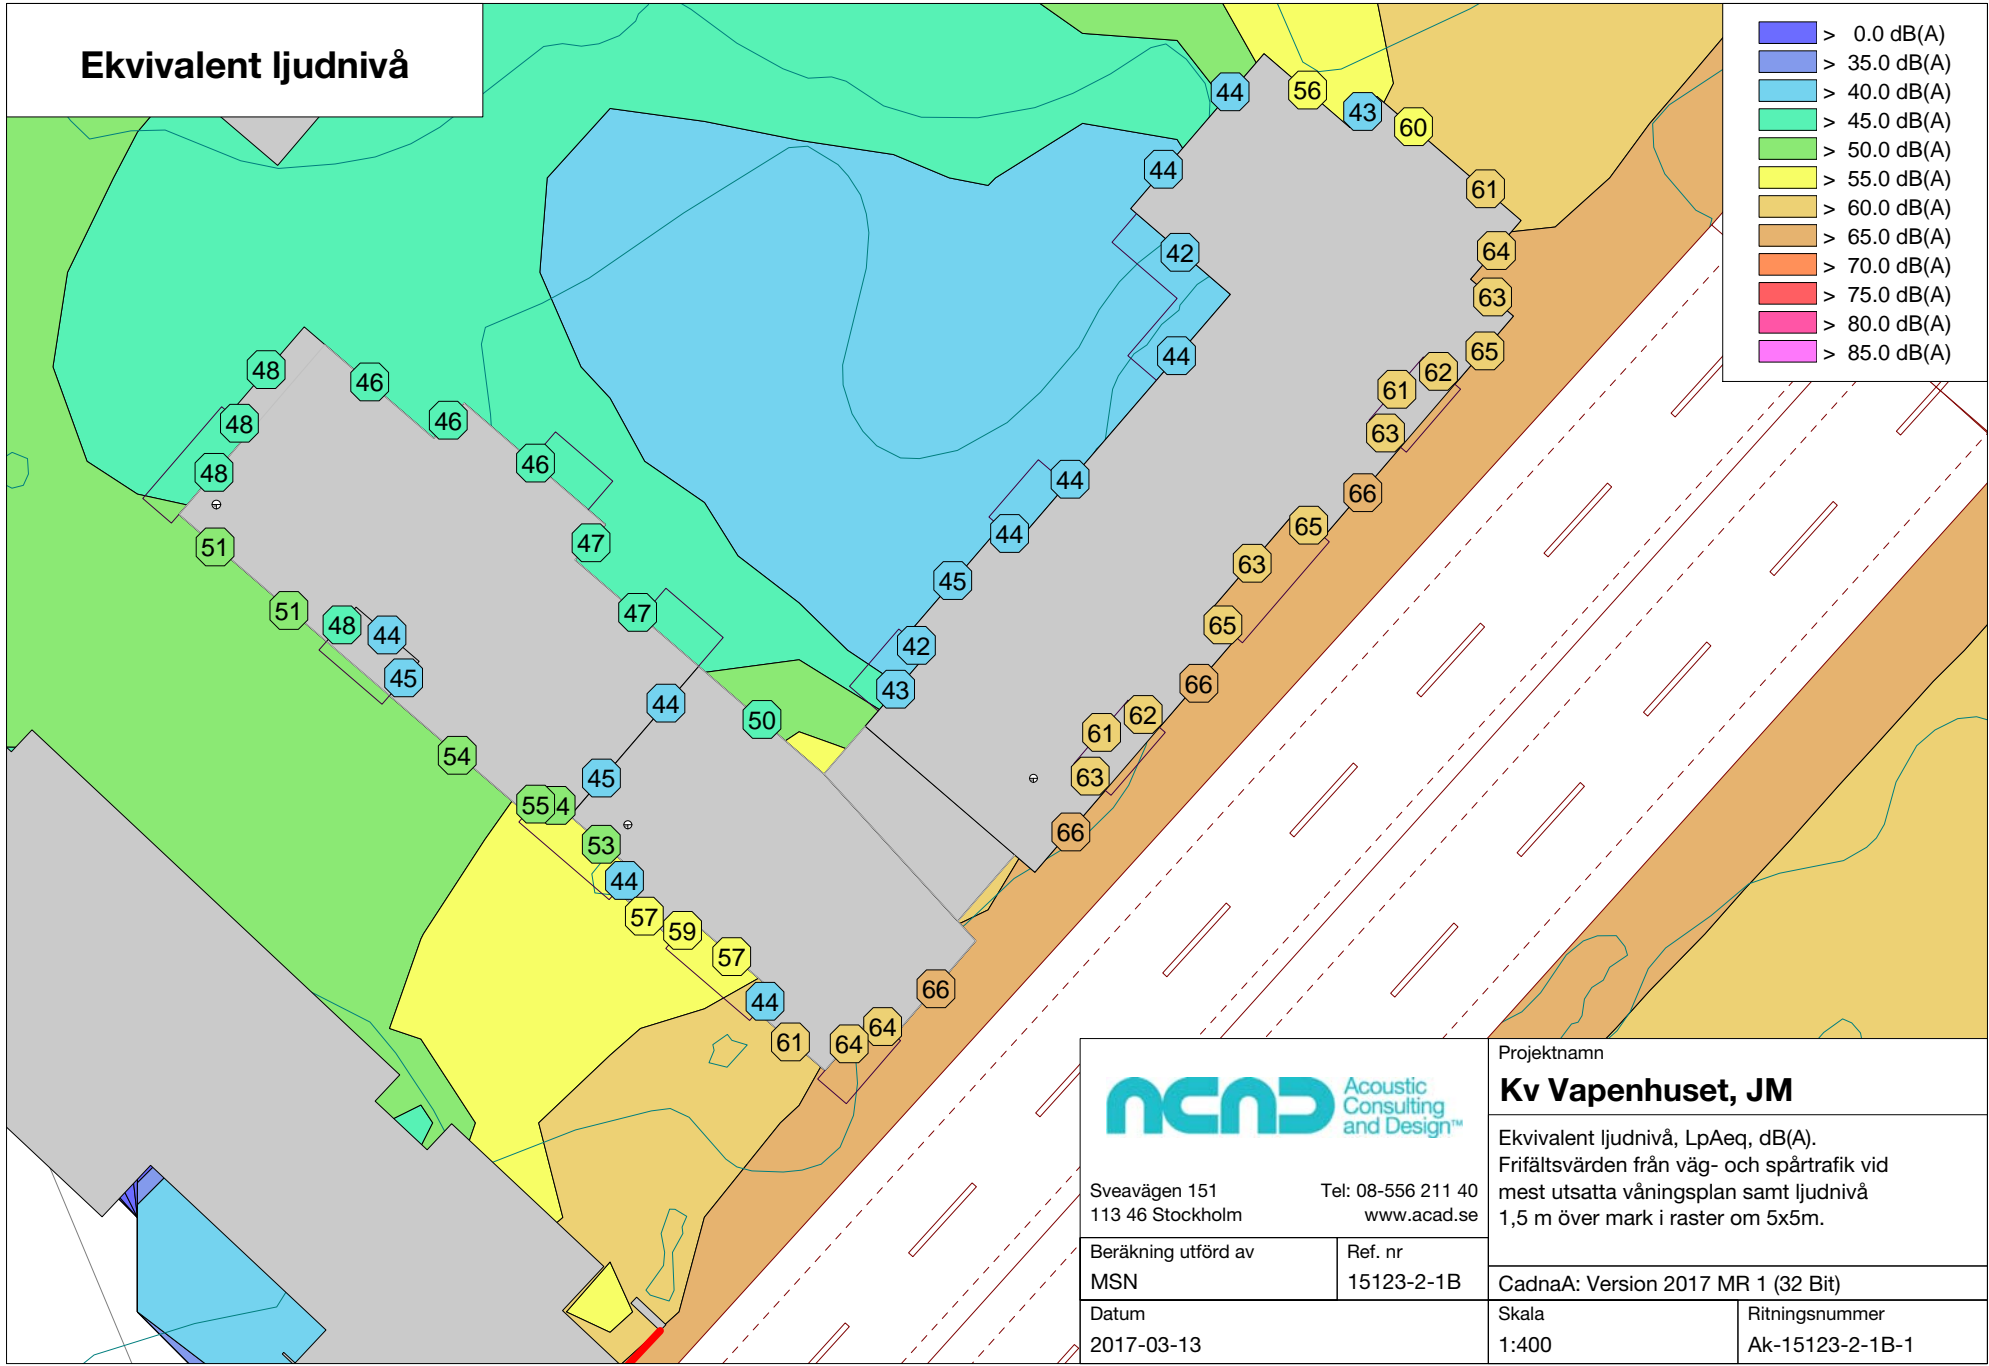 Ekvivalent ljudnivå
> 0.0 dB(A)
> 35.0 dB(A)
> 40.0 dB(A)
> 45.0 dB(A)
> 50.0 dB(A)
> 55.0 dB(A)
> 60.0 dB(A)
> 65.0 dB(A)
> 70.0 dB(A)
> 75.0 dB(A)
> 80.0 dB(A)
> 85.0 dB(A)
44
56
43
60
44
61
42
64
63
44
65
62
61
63
48
46
48
46
46
48
44
66
44
65
47
51
45
63
51
47
48
44
42
65
45
43
66
44
50
62
61
54
45
63
55
4
53
66
44
57
59
57
44
66
61
64
64
ACAD
Acoustic
Consulting
and Design™
Sveavägen 151
113 46 Stockholm
Tel: 08-556 211 40
www.acad.se
Projektnamn
Kv Vapenhuset, JM
Ekvivalent ljudnivå, LpAeq, dB(A).
Frifältsvärden från väg- och spårtrafik vid
mest utsatta våningsplan samt ljudnivå
1,5 m över mark i raster om 5x5m.
Beräkning utförd av
MSN
Ref. nr
15123-2-1B
CadnaA: Version 2017 MR 1 (32 Bit)
Datum
2017-03-13
Skala
1:400
Ritningsnummer
Ak-15123-2-1B-1